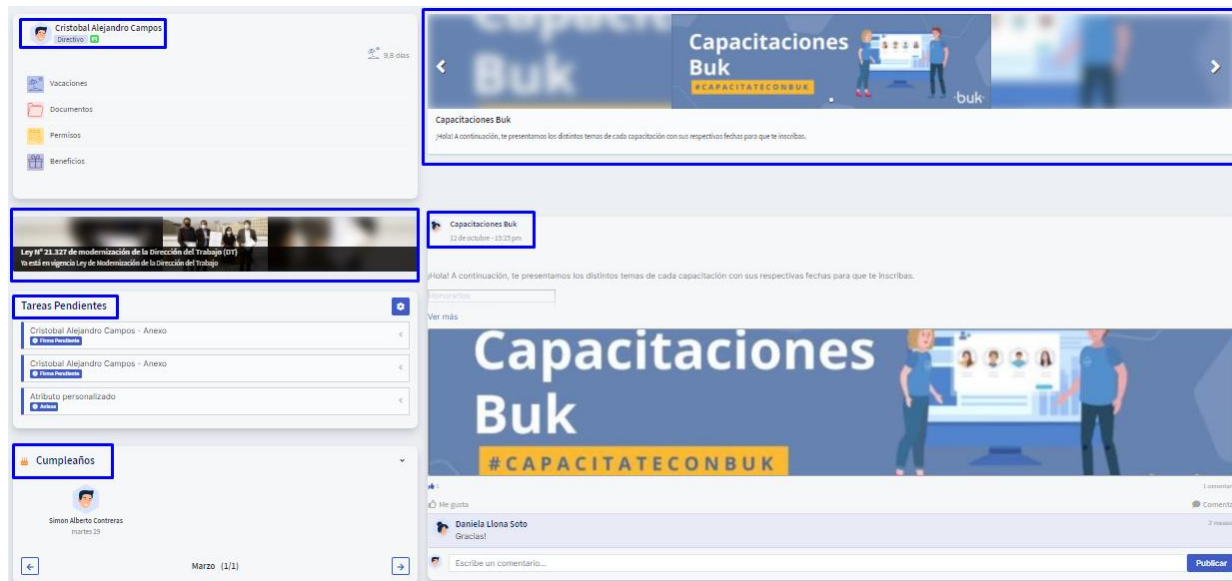 Cristobal Alejandro Campos
Directivo
9,8 días
Vacaciones
Documentos
Permisos
Beneficios
Ley N° 21.327 de modernización de la Dirección del Trabajo (DT)
Ya está en vigencia Ley de Modernización de la Dirección del Trabajo
Tareas Pendientes
Cristobal Alejandro Campos - Anexo
Firma Pendiente
Cristobal Alejandro Campos - Anexo
Firma Pendiente
Atributo personalizado
Avisos
Cumpleaños
Simon Alberto Contreras
martes 29
Marzo (1/1)
Buk
Capacitaciones
Buk
#CAPACITATECONBUK
buk
Capacitaciones Buk
¡Hola! A continuación, te presentamos los distintos temas de cada capacitación con sus respectivas fechas para que te inscribas.
Capacitaciones Buk
12 de octubre - 15:25 pm
¡Hola! A continuación, te presentamos los distintos temas de cada capacitación con sus respectivas fechas para que te inscribas.
Honorarios
Ver más
Capacitaciones
Buk
#CAPACITATECONBUK
1
1 comentar
Me gusta
Comenta
Daniela Llona Soto
Gracias!
Escribe un comentario...
Publicar